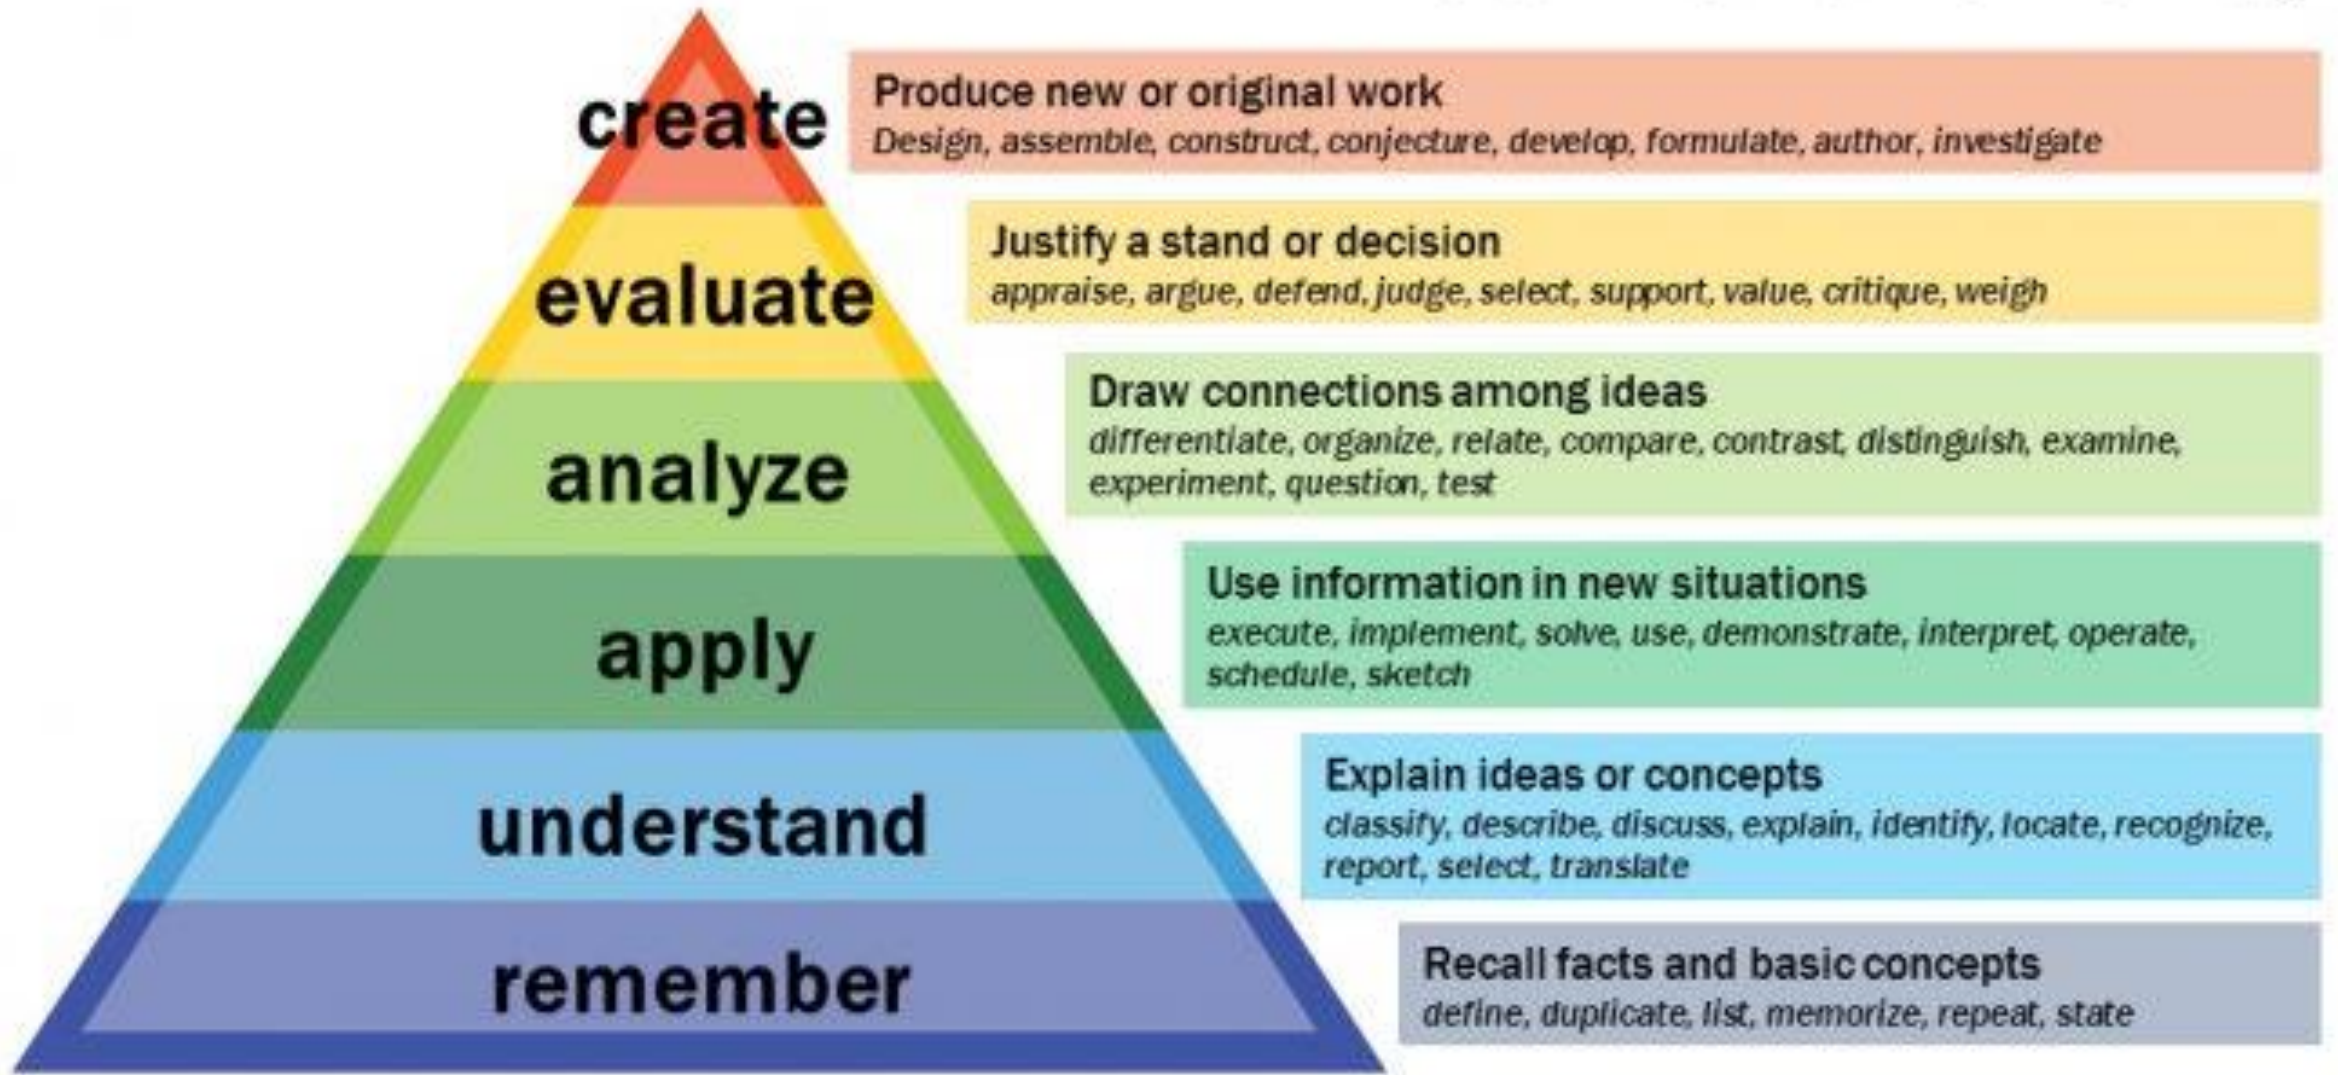 create
Produce new or original work
Design, assemble, construct, conjecture, develop, formulate, author, investigate
evaluate
Justify a stand or decision
appraise, argue, defend, judge, select, support, value, critique, weigh
analyze
Draw connections among ideas
differentiate, organize, relate, compare, contrast, distinguish, examine,
experiment, question, test
apply
Use information in new situations
execute, implement, solve, use, demonstrate, interpret, operate,
schedule, sketch
understand
Explain ideas or concepts
classify, describe, discuss, explain, identify, locate, recognize,
report, select, translate
remember
Recall facts and basic concepts
define, duplicate, list, memorize, repeat, state